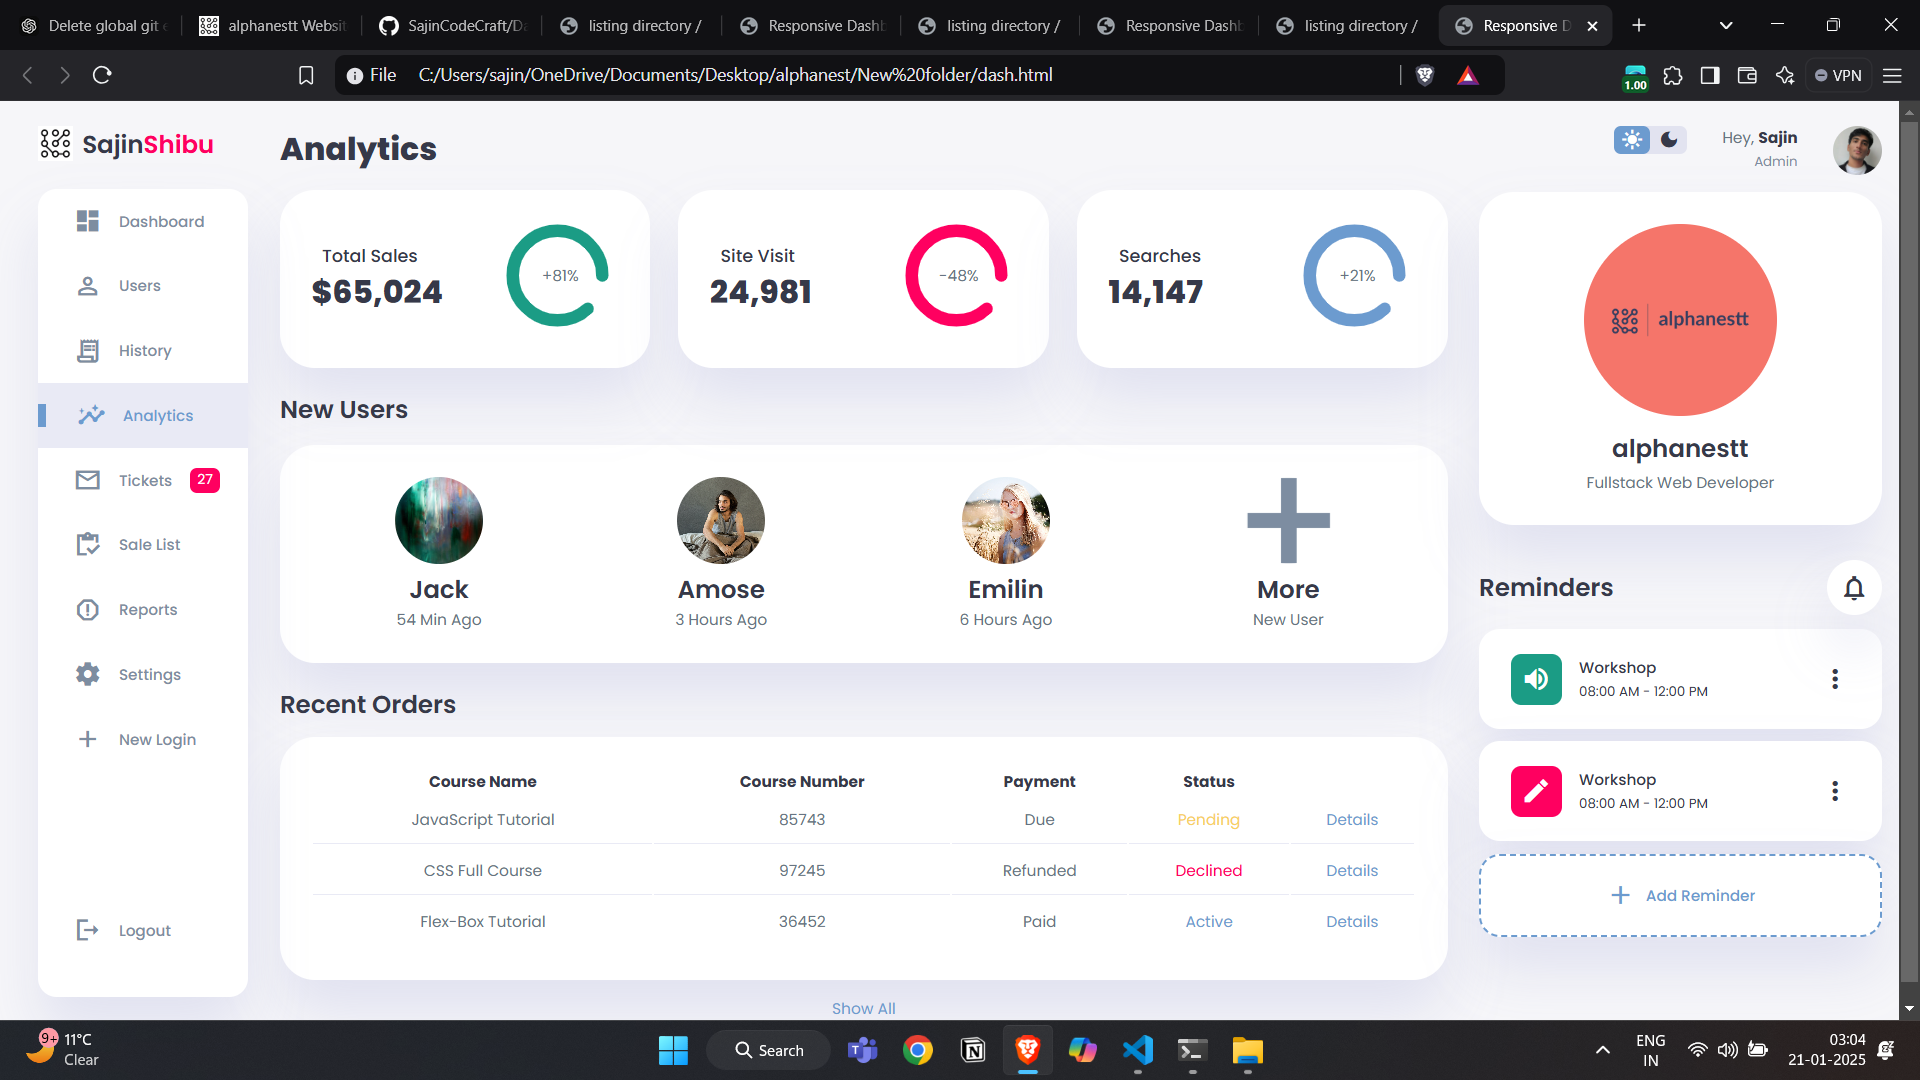 Delete global git
alphanestt Websit
SajinCodeCraft/Da
listing directory /
Responsive Dashb
listing directory /
Responsive Dashb
listing directory /
Responsive D
File C:/Users/sajin/OneDrive/Documents/Desktop/alphanest/New%20folder/dash.html
1.00
VPN
SajinShibu
Analytics
Hey, Sajin
Admin
Dashboard
Users
History
Analytics
Tickets 27
Sale List
Reports
Settings
New Login
Logout
Total Sales
$65,024
+81%
Site Visit
24,981
-48%
Searches
14,147
+21%
alphanestt
alphanestt
Fullstack Web Developer
New Users
Jack
54 Min Ago
Amose
3 Hours Ago
Emilin
6 Hours Ago
More
New User
Reminders
Workshop
08:00 AM - 12:00 PM
Workshop
08:00 AM - 12:00 PM
Add Reminder
Recent Orders
Course Name Course Number Payment Status
JavaScript Tutorial 85743 Due Pending Details
CSS Full Course 97245 Refunded Declined Details
Flex-Box Tutorial 36452 Paid Active Details
Show All
9+
11°C
Clear
Search
ENG
IN
03:04
21-01-2025